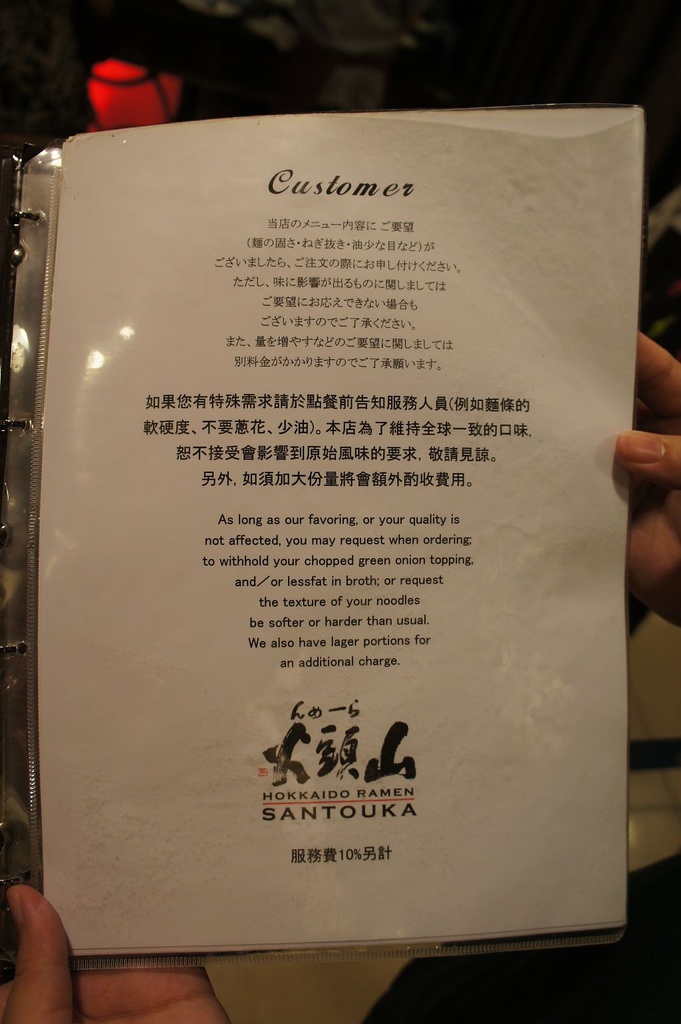 Customer
当店のメニュー内容に ご要望
(麺の固さ・ねぎ抜き・油少な目など)が
ございましたら、ご注文の際にお申し付けください。
ただし、味に影響が出るものに関しましては
ご要望にお応えできない場合も
ございますのでご了承ください。
また、量を増やすなどのご要望に関しましては
別料金がかかりますのでご了承願います。
如果您有特殊需求請於點餐前告知服務人員(例如麵條的
軟硬度、不要蔥花、少油)。本店為了維持全球一致的口味,
恕不接受會影響到原始風味的要求, 敬請見諒。
另外, 如須加大份量將會額外酌收費用。
As long as our favoring, or your quality is
not affected, you may request when ordering;
to withhold your chopped green onion topping,
and/or lessfat in broth; or request
the texture of your noodles
be softer or harder than usual.
We also have lager portions for
an additional charge.
らーめん
山頭火
HOKKAIDO RAMEN
SANTOUKA
服務費10%另計